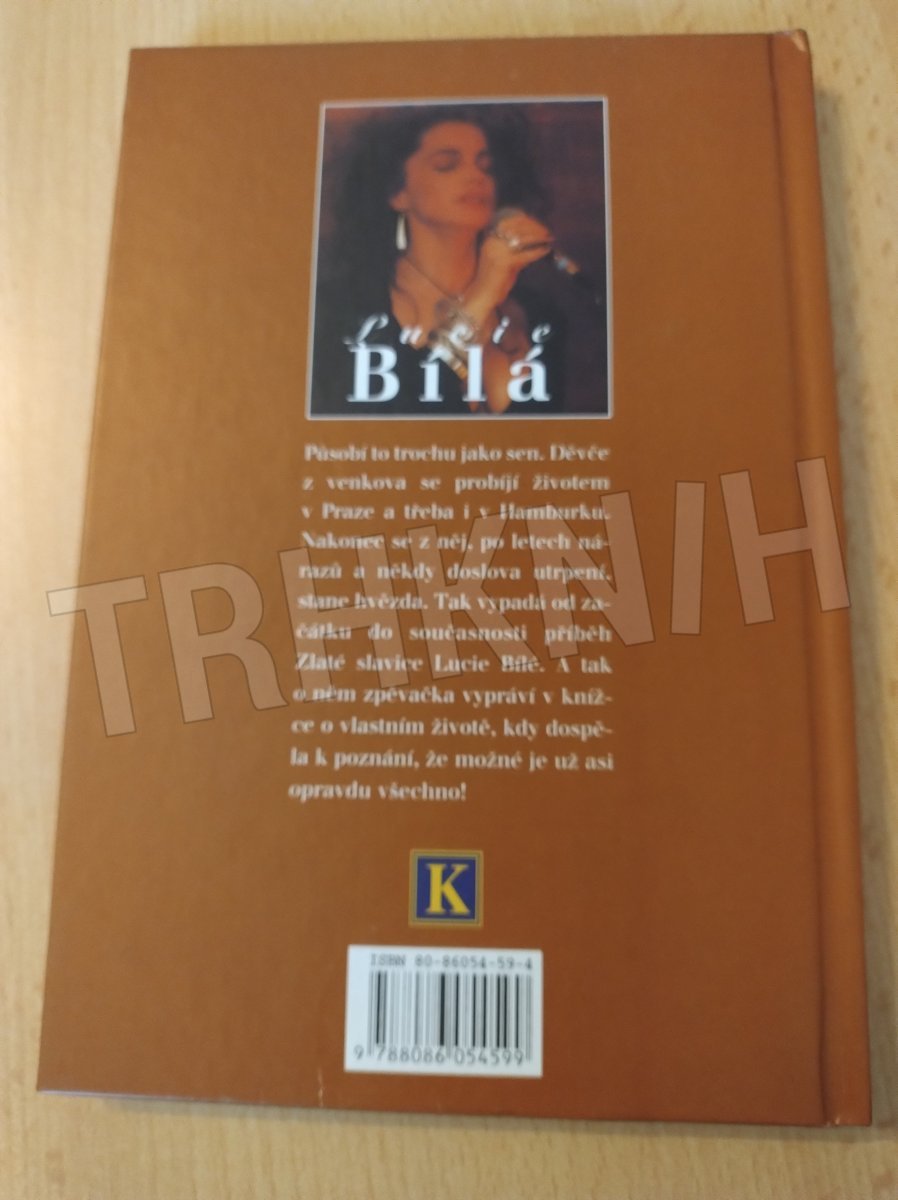 Lucie
Bílá
Působí to trochu jako sen. Děvče
z venkova se probíjí životem
v Praze a třeba i v Hamburku.
Nakonec se z něj, po letech ná-
razů a někdy doslova utrpení,
stane hvězda. Tak vypadá od za-
čátku do současnosti příběh
Zlaté slavice Lucie Bílé. A tak
o něm zpěvačka vypráví v kníž-
ce o vlastním životě, kdy dospě-
la k poznání, že možné je už asi
opravdu všechno!
TRHKNIH
K
ISBN 80-86054-59-4
9 788086 054599